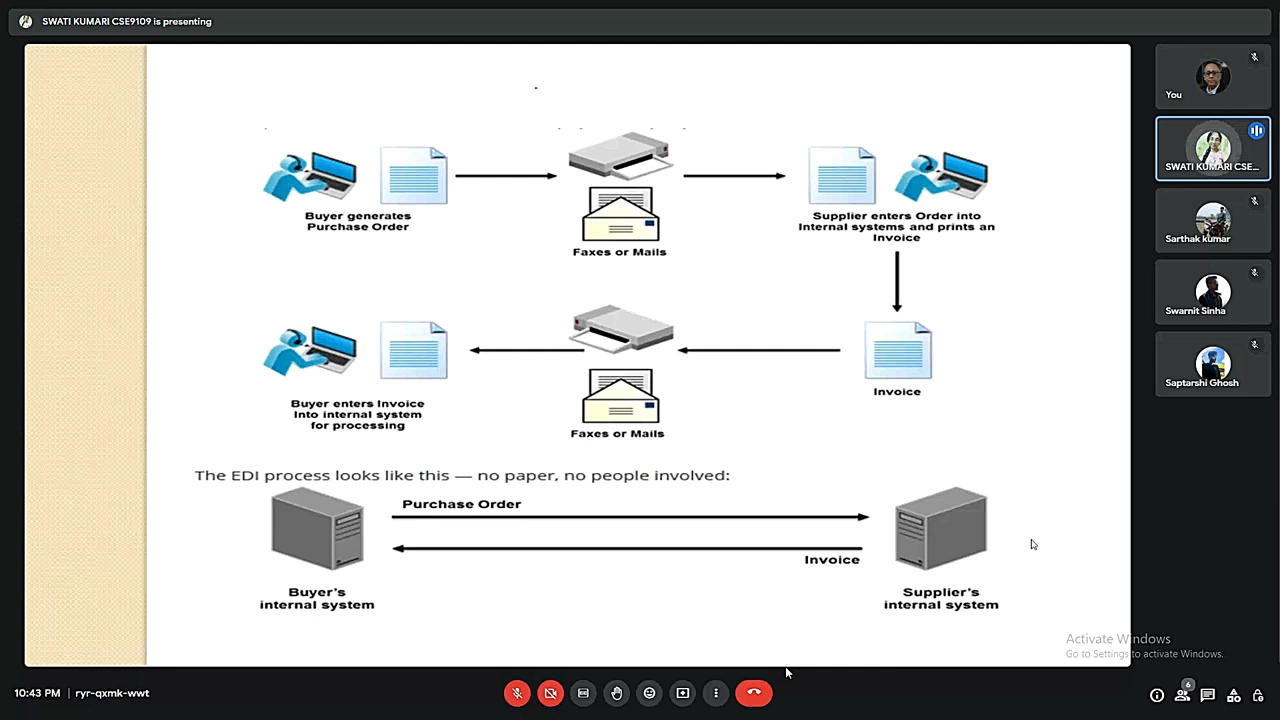 SWATI KUMARI CSE9109 is presenting
Buyer generates
Purchase Order
Faxes or Mails
Supplier enters Order into
Internal systems and prints an
Invoice
Buyer enters Invoice
Into internal system
for processing
Faxes or Mails
Invoice
The EDI process looks like this — no paper, no people involved:
Purchase Order
Invoice
Buyer's
internal system
Supplier's
internal system
You
SWATI KUMARI CSE...
Sarthak kumar
Swarnit Sinha
Saptarshi Ghosh
Activate Windows
Go to Settings to activate Windows.
10:43 PM | ryr-qxmk-wwt
6